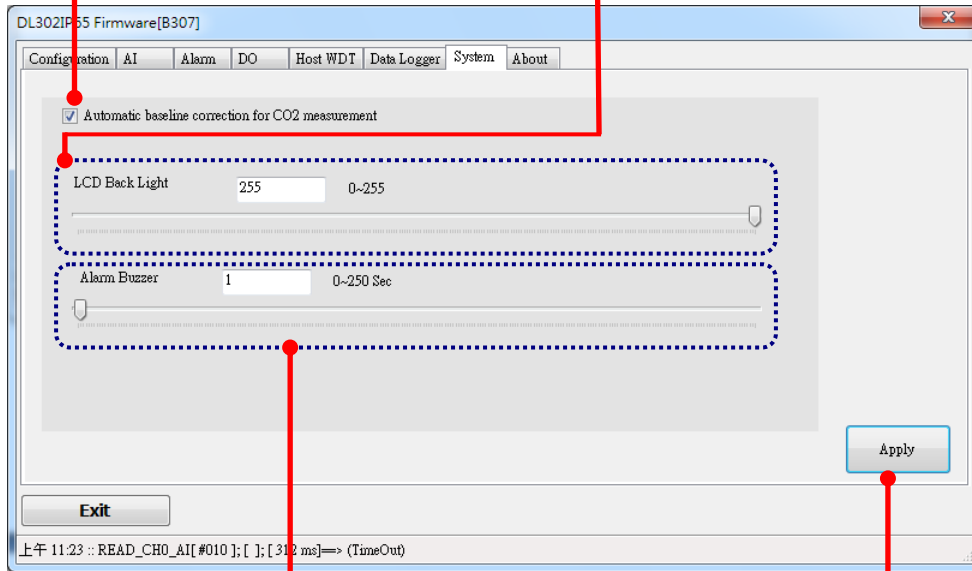 DL302IP65 Firmware[B307]
Configuration AI Alarm DO Host WDT Data Logger System About
Automatic baseline correction for CO2 measurement
LCD Back Light 255 0~255
Alarm Buzzer 1 0~250 Sec
Apply
Exit
上午 11:23 :: READ_CH0_AI[ #010 ]; [ ]; [ 312 ms]==> (TimeOut)